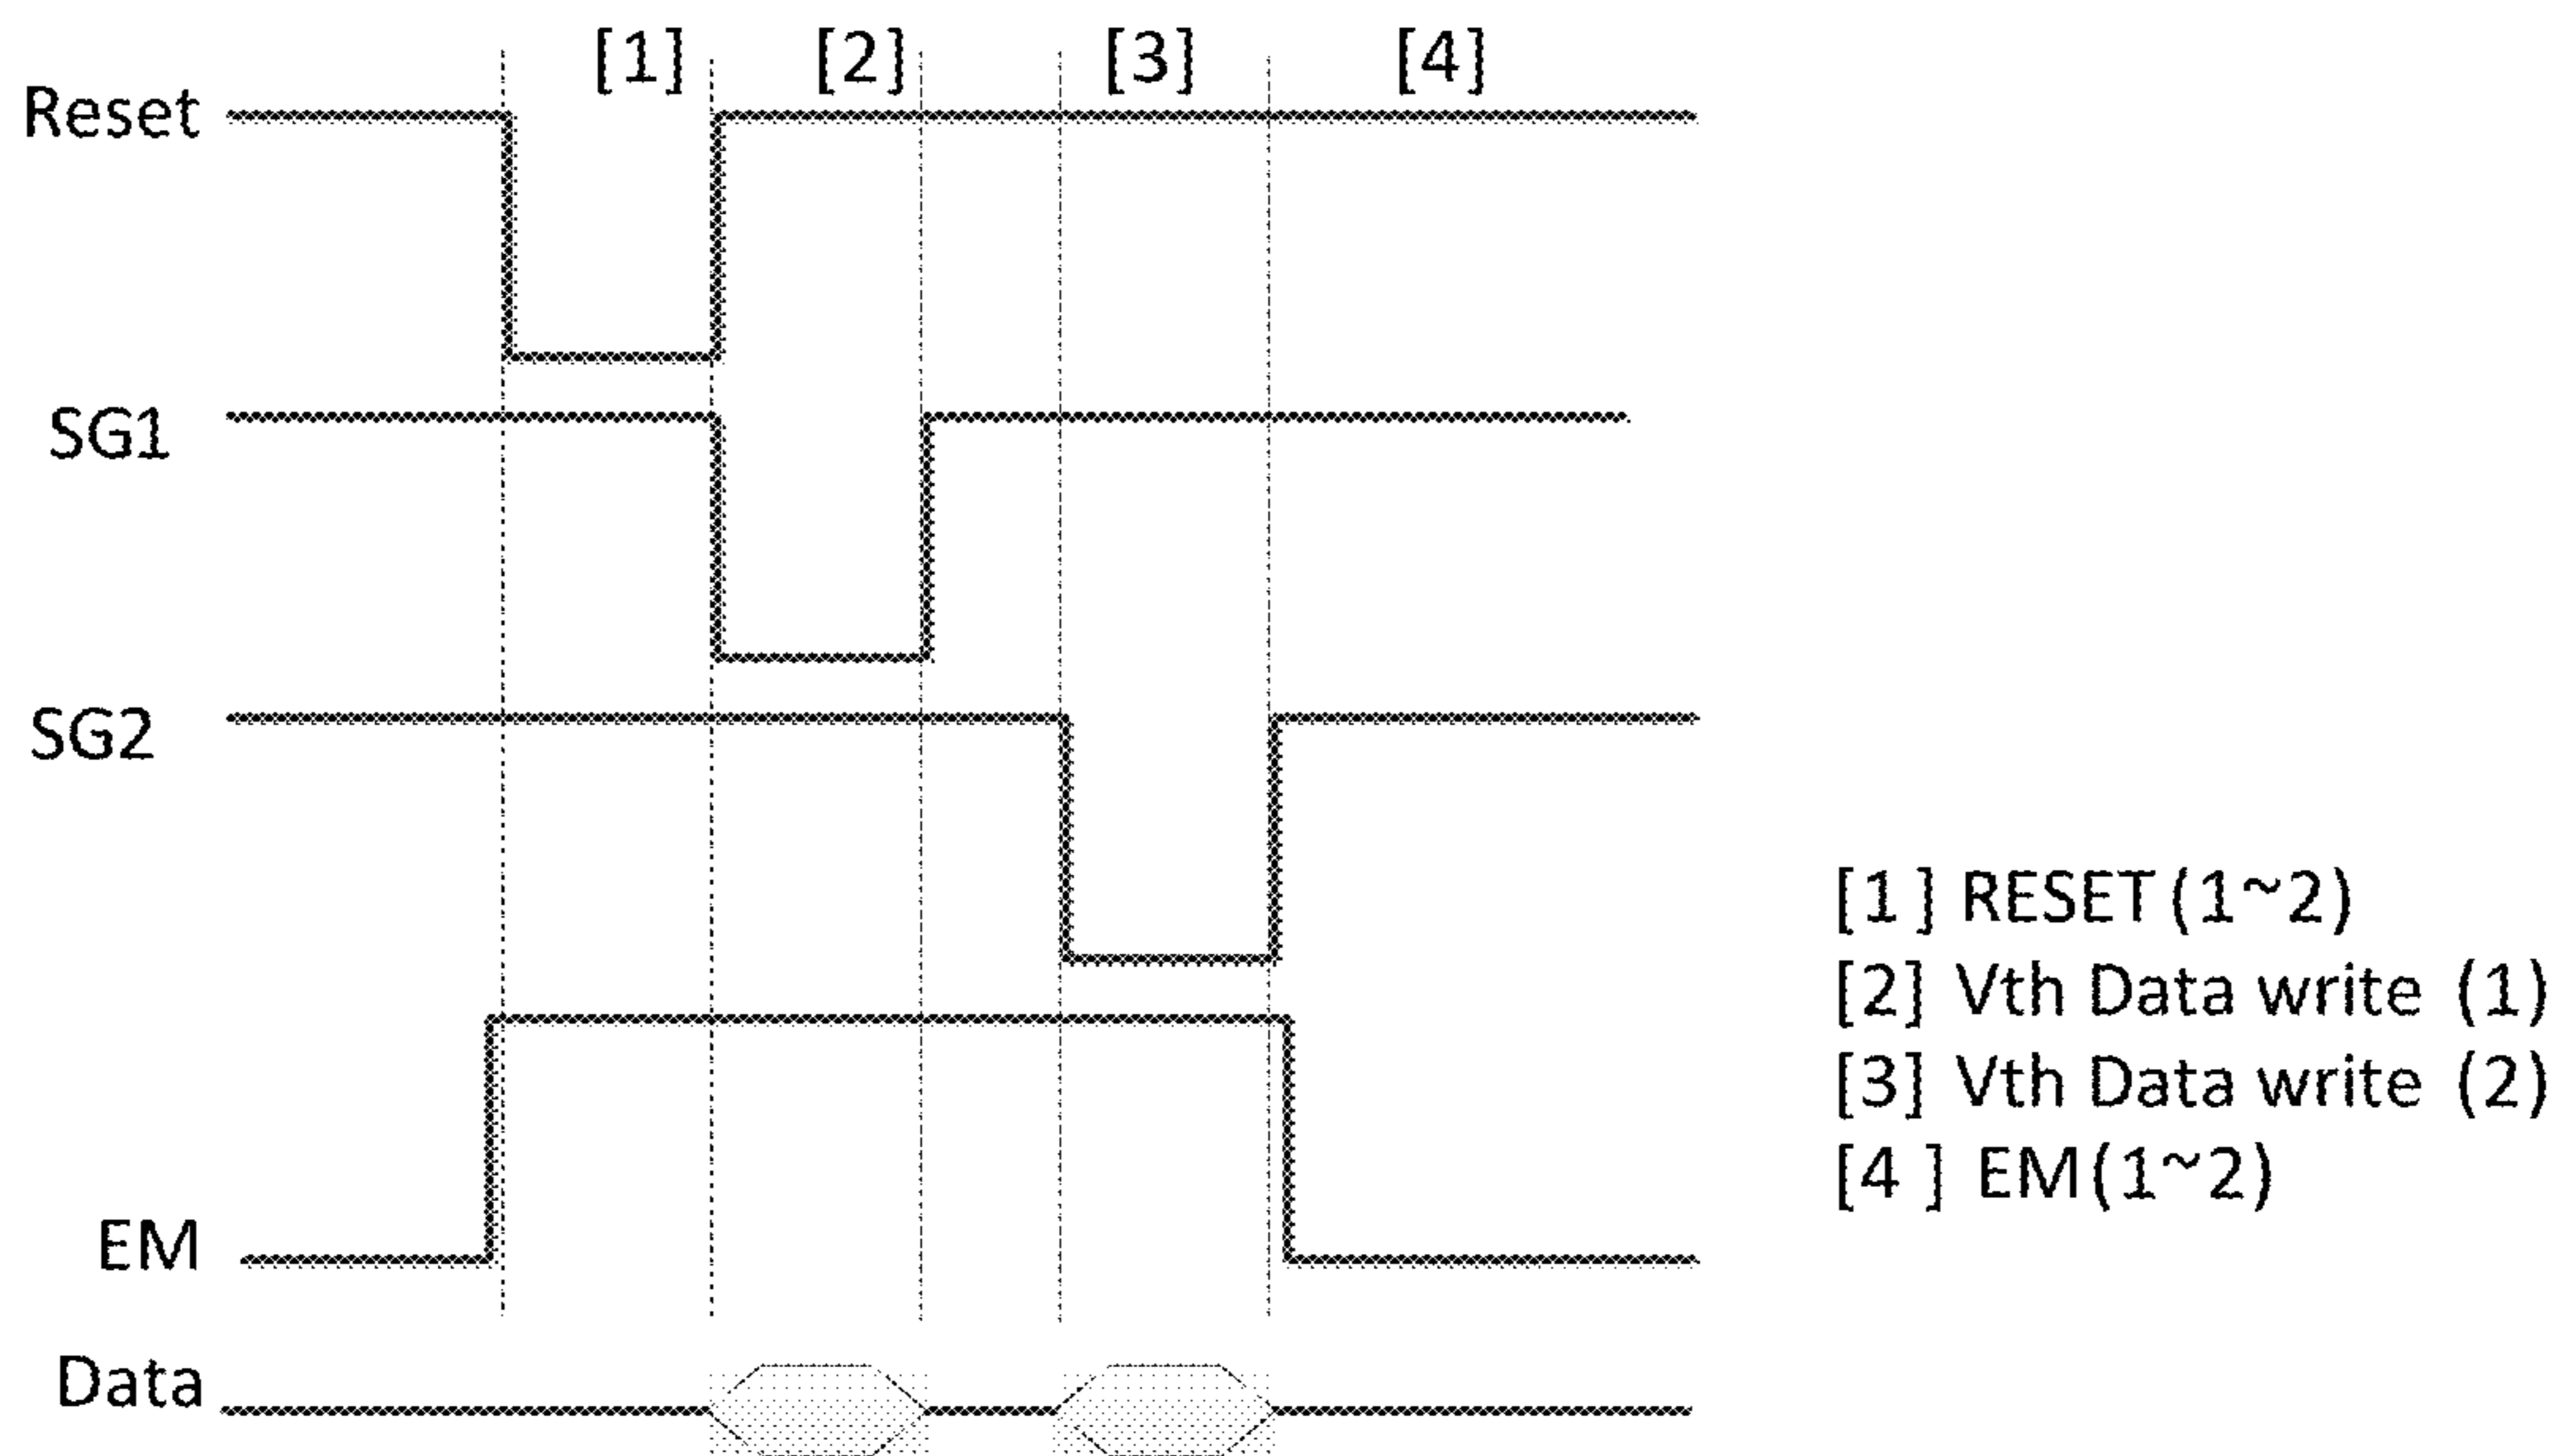 [1] [2] [3] [4]
Reset
SG1
SG2
EM
Data
[1 ] RESET (1~2)
[2] Vth Data write (1)
[3] Vth Data write (2)
[4 ] EM (1~2)